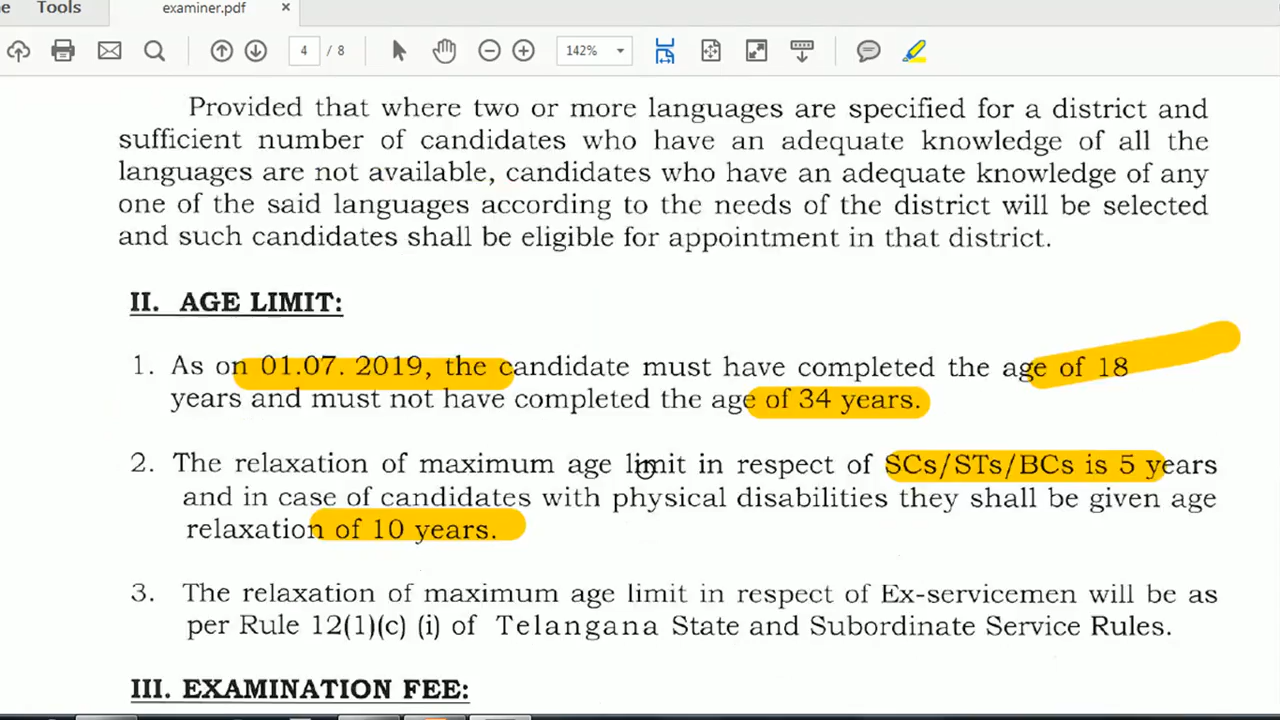 e Tools examiner.pdf ×
4 / 8 142%
Provided that where two or more languages are specified for a district and
sufficient number of candidates who have an adequate knowledge of all the
languages are not available, candidates who have an adequate knowledge of any
one of the said languages according to the needs of the district will be selected
and such candidates shall be eligible for appointment in that district.
II. AGE LIMIT:
1. As on 01.07. 2019, the candidate must have completed the age of 18
years and must not have completed the age of 34 years.
2. The relaxation of maximum age limit in respect of SCs/STs/BCs is 5 years
and in case of candidates with physical disabilities they shall be given age
relaxation of 10 years.
3. The relaxation of maximum age limit in respect of Ex-servicemen will be as
per Rule 12(1)(c) (i) of Telangana State and Subordinate Service Rules.
III. EXAMINATION FEE: